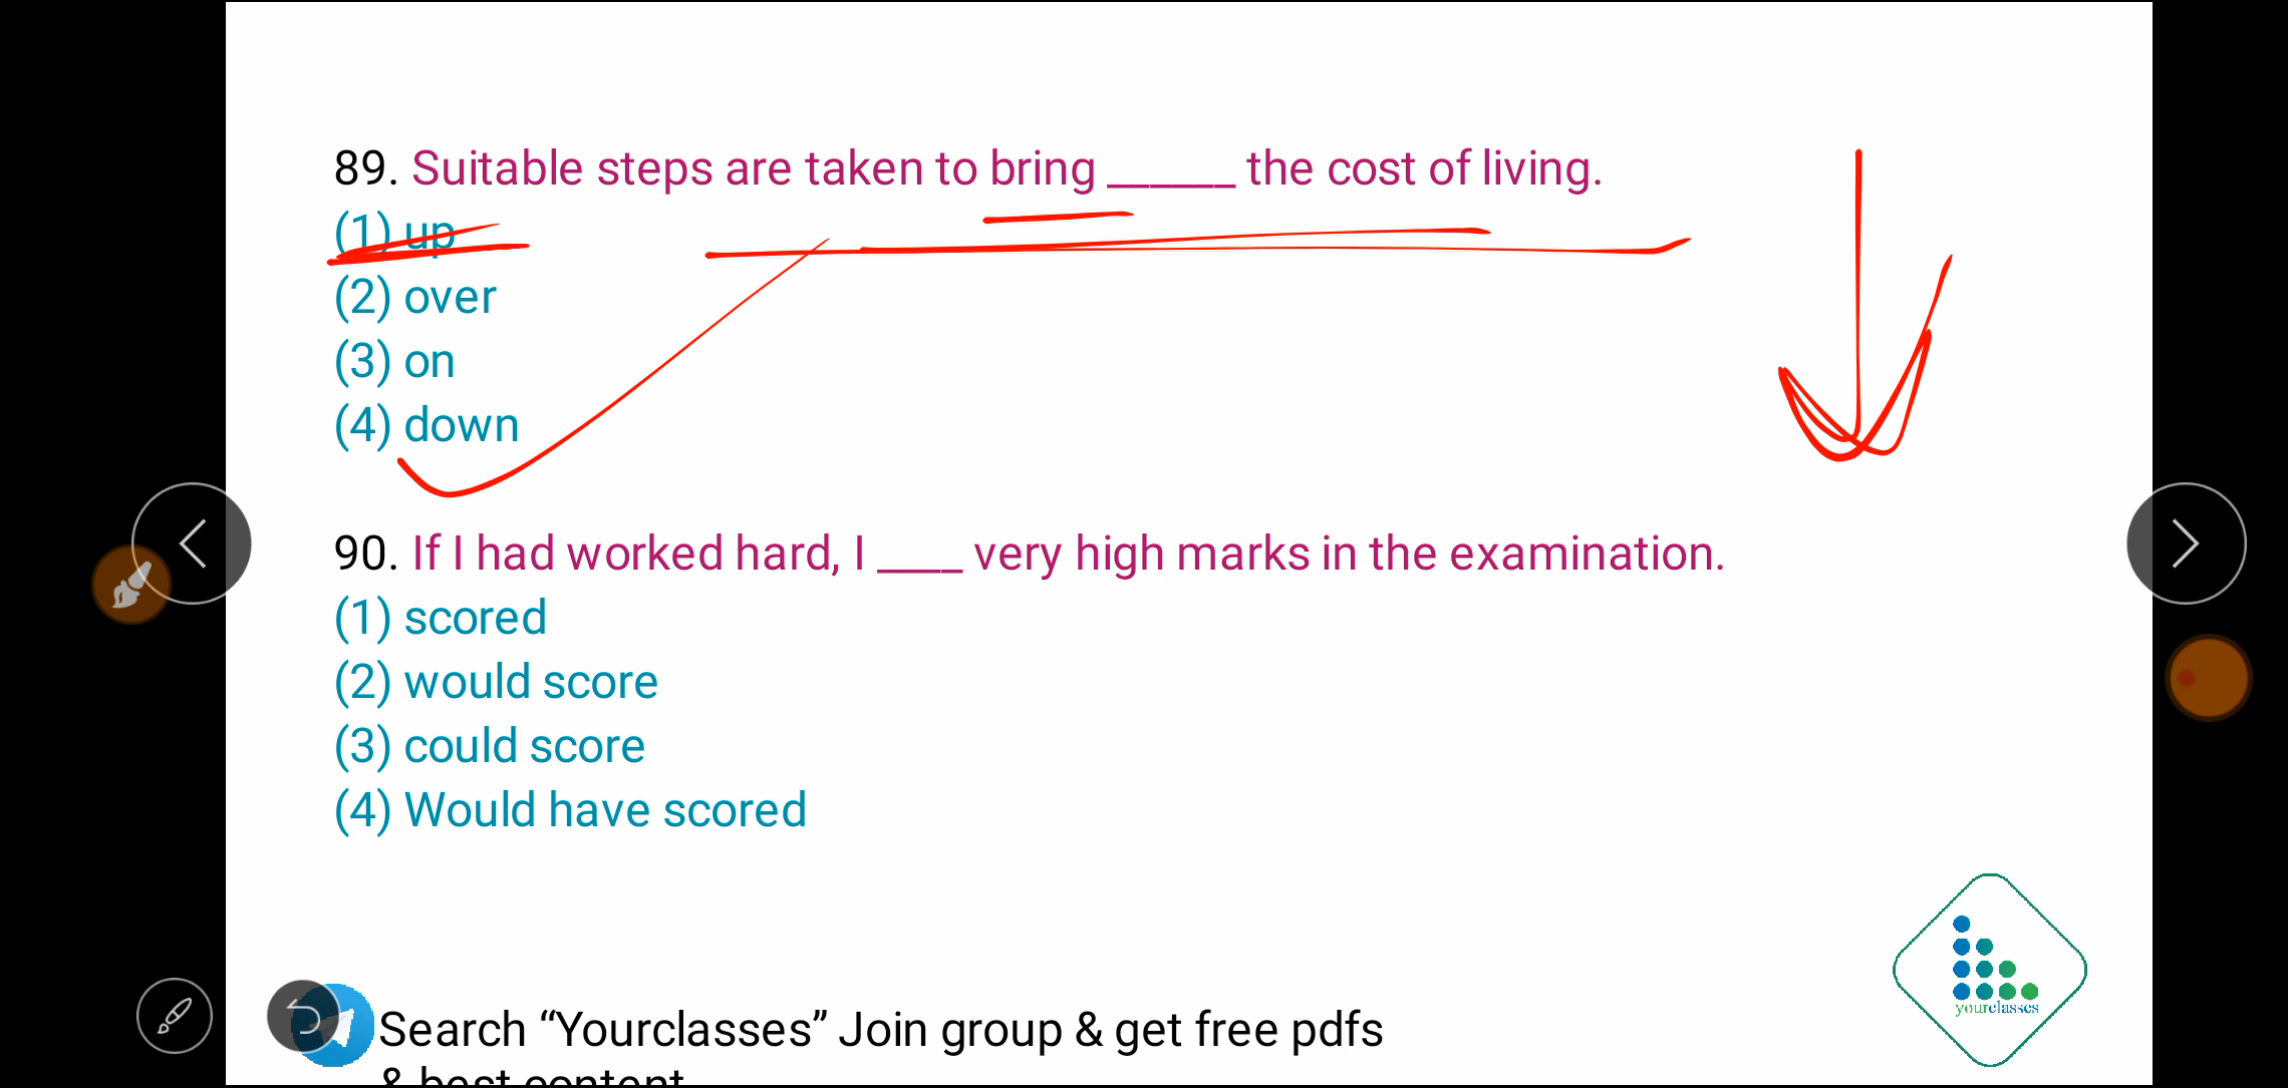 89. Suitable steps are taken to bring ______ the cost of living.
(1) up
(2) over
(3) on
(4) down
90. If I had worked hard, I ____ very high marks in the examination.
(1) scored
(2) would score
(3) could score
(4) Would have scored
yourclasses
Search “Yourclasses” Join group & get free pdfs
& best content